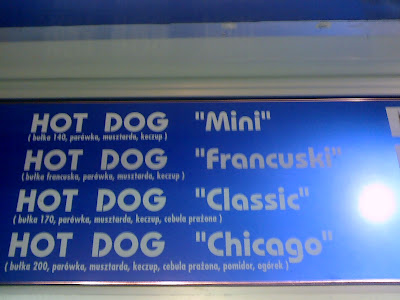 HOT DOG "Mini"
( bułka 140, parówka, musztarda, keczup )
HOT DOG "Francuski"
( bułka francuska, parówka, musztarda, keczup )
HOT DOG "Classic"
( bułka 170, parówka, musztarda, keczup, cebula prażona )
HOT DOG "Chicago"
( bułka 200, parówka, musztarda, keczup, cebula prażona, pomidor, ogórek )